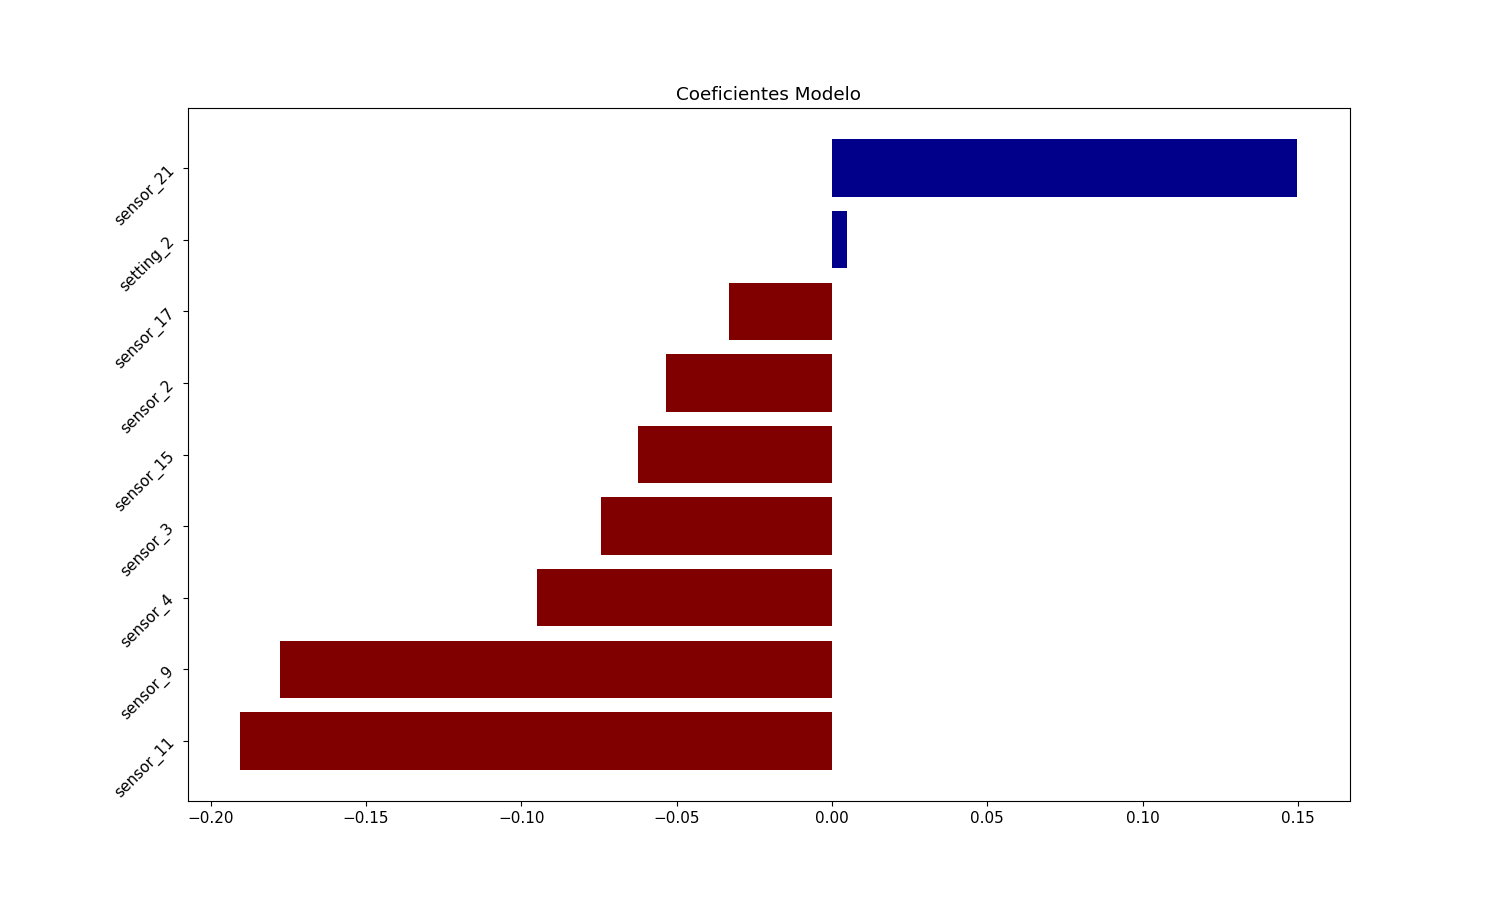 Coeficientes Modelo
sensor_21
setting_2
sensor_17
sensor_2
sensor_15
sensor_3
sensor_4
sensor_9
sensor_11
−0.20 −0.15 −0.10 −0.05 0.00 0.05 0.10 0.15